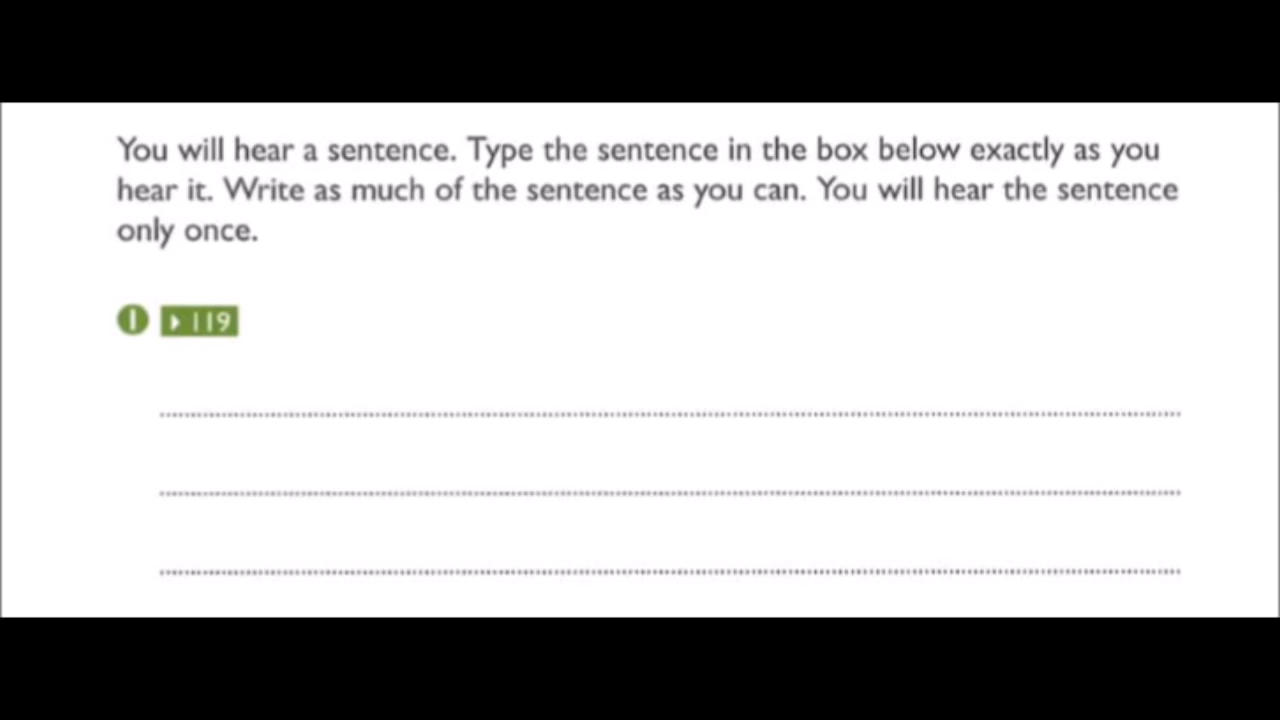 You will hear a sentence. Type the sentence in the box below exactly as you
hear it. Write as much of the sentence as you can. You will hear the sentence
only once.
1 119